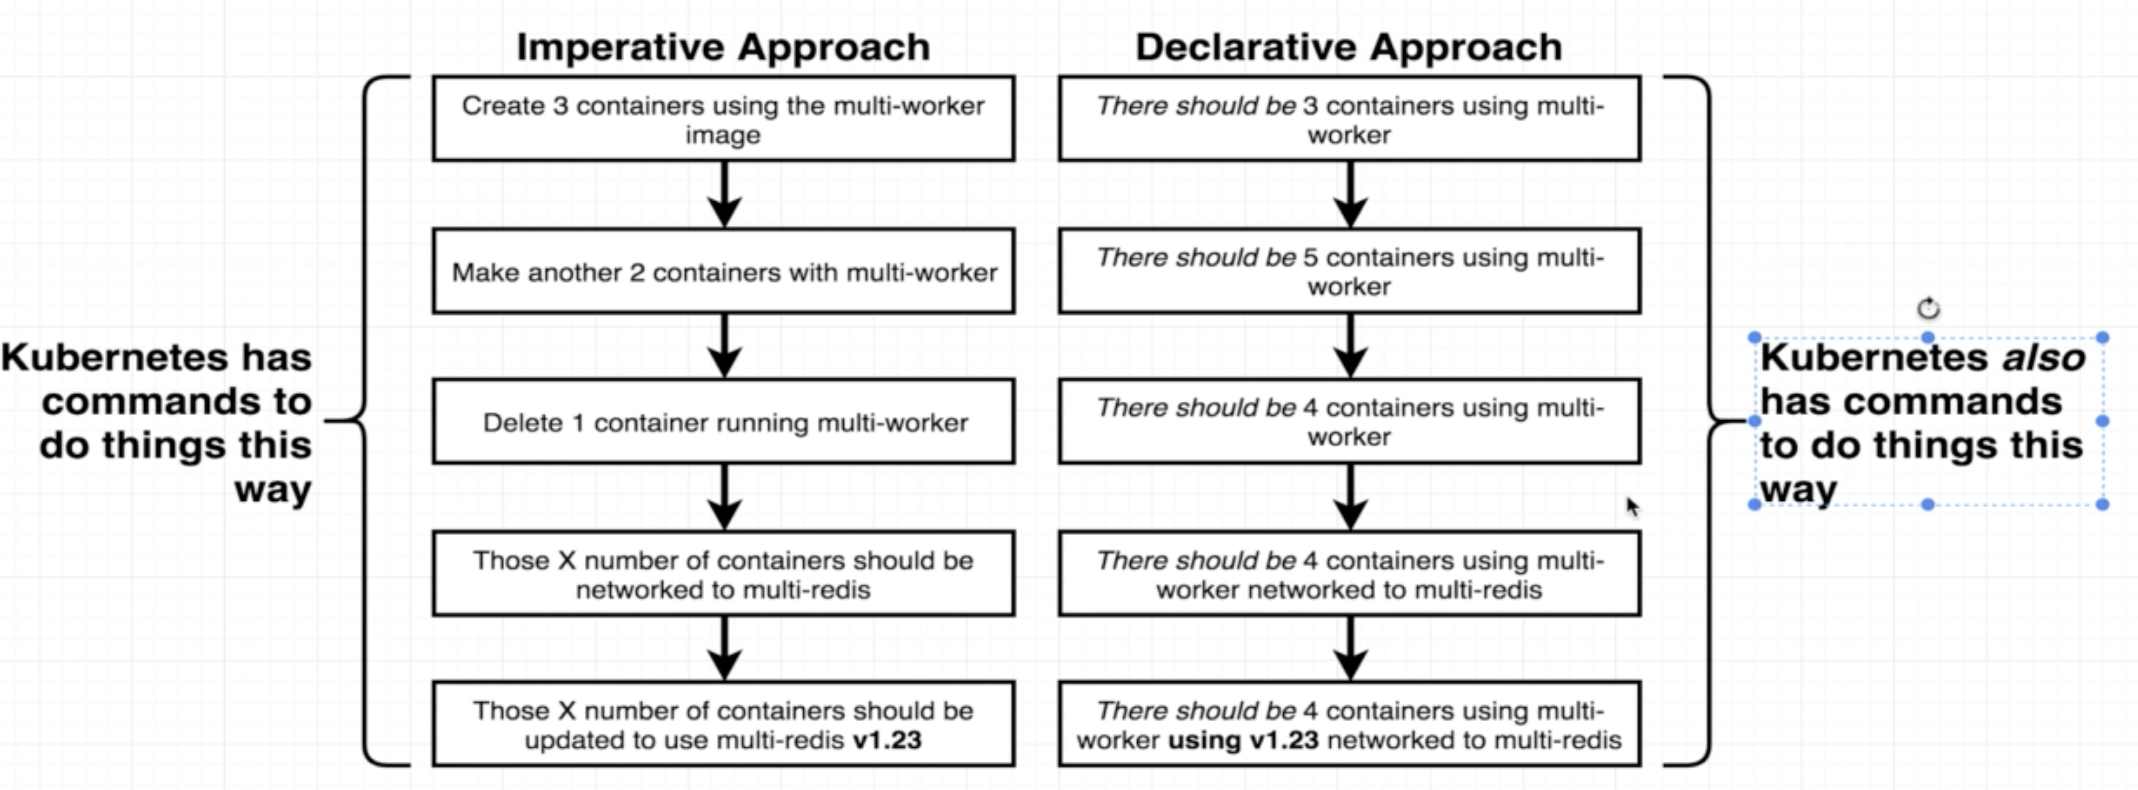 Imperative Approach
Create 3 containers using the multi-worker
image
Make another 2 containers with multi-worker
Delete 1 container running multi-worker
Those X number of containers should be
networked to multi-redis
Those X number of containers should be
updated to use multi-redis v1.23
Kubernetes has
commands to
do things this
way
Declarative Approach
There should be 3 containers using multi-
worker
There should be 5 containers using multi-
worker
There should be 4 containers using multi-
worker
There should be 4 containers using multi-
worker networked to multi-redis
There should be 4 containers using multi-
worker using v1.23 networked to multi-redis
Kubernetes also
has commands
to do things this
way